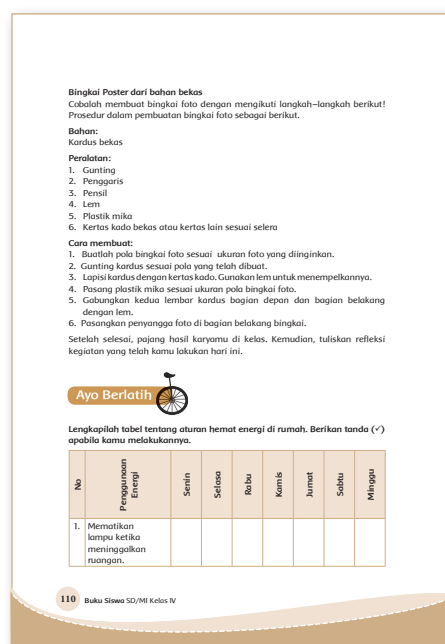 Bingkai Poster dari bahan bekas
Cobalah membuat bingkai foto dengan mengikuti langkah–langkah berikut!
Prosedur dalam pembuatan bingkai foto sebagai berikut.
Bahan:
Kardus bekas
Peralatan:
1. Gunting
2. Penggaris
3. Pensil
4. Lem
5. Plastik mika
6. Kertas kado bekas atau kertas lain sesuai selera
Cara membuat:
1. Buatlah pola bingkai foto sesuai ukuran foto yang diinginkan.
2. Gunting kardus sesuai pola yang telah dibuat.
3. Lapisi kardus dengan kertas kado. Gunakan lem untuk menempelkannya.
4. Pasang plastik mika sesuai ukuran pola bingkai foto.
5. Gabungkan kedua lembar kardus bagian depan dan bagian belakang
dengan lem.
6. Pasangkan penyangga foto di bagian belakang bingkai.
Setelah selesai, pajang hasil karyamu di kelas. Kemudian, tuliskan refleksi
kegiatan yang telah kamu lakukan hari ini.
Ayo Berlatih
Lengkapilah tabel tentang aturan hemat energi di rumah. Berikan tanda (✓)
apabila kamu melakukannya.
No
Penggunaan
Energi
Senin
Selasa
Rabu
Kamis
Jumat
Sabtu
Minggu
1. Mematikan
lampu ketika
meninggalkan
ruangan.
110 Buku Siswa SD/MI Kelas IV